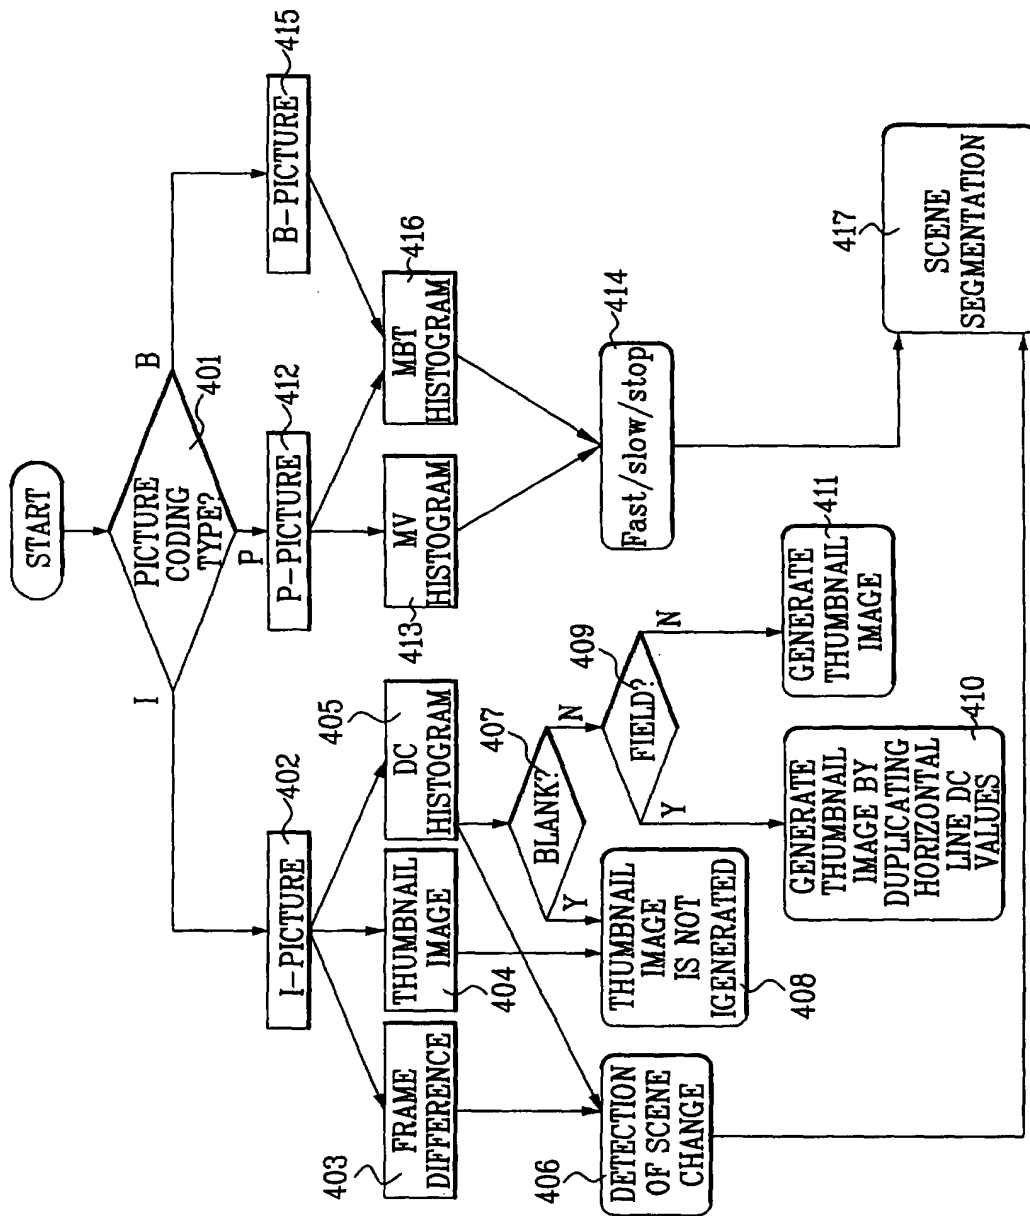 START
PICTURE
CODING
TYPE?
401
I
P
B
I-PICTURE
402
P-PICTURE
412
B-PICTURE
415
403
FRAME
DIFFERENCE
THUMBNAIL
IMAGE
404
405
DC
HISTOGRAM
413
MV
HISTOGRAM
MBT
HISTOGRAM
416
BLANK?
407
Y
N
406
DETECTION
OF SCENE
CHANGE
THUMBNAIL
IMAGE
IS NOT
IGENERATED
408
FIELD?
409
Y
N
Fast/slow/stop
414
GENERATE
THUMBNAIL
IMAGE BY
DUPLICATING
HORIZONTAL
LINE DC
VALUES
410
GENERATE
THUMBNAIL
IMAGE
411
417
SCENE
SEGMENTATION